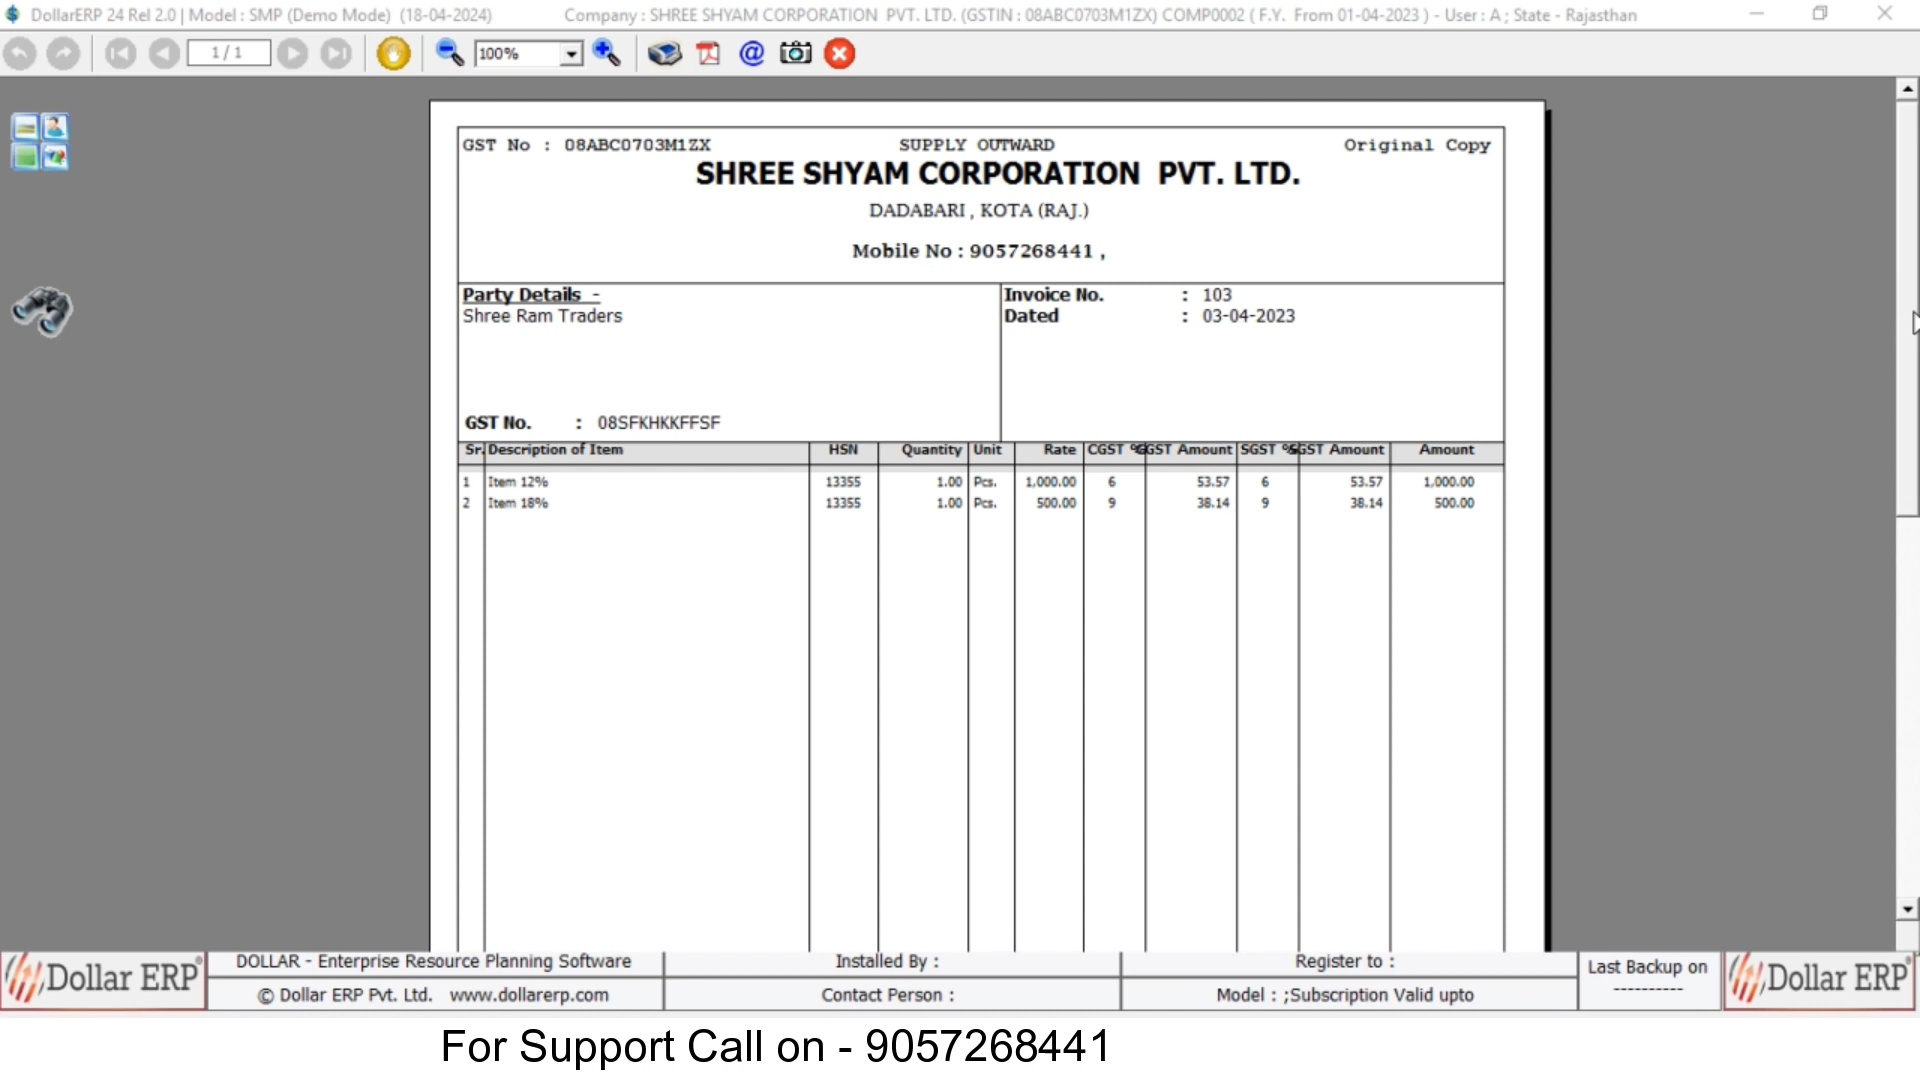 DollarERP 24 Rel 2.0 | Model : SMP (Demo Mode) (18-04-2024) Company : SHREE SHYAM CORPORATION PVT. LTD. (GSTIN : 08ABC0703M1ZX) COMP0002 ( F.Y. From 01-04-2023 ) - User : A ; State - Rajasthan
1 / 1 100%
GST No : 08ABC0703M1ZX SUPPLY OUTWARD Original Copy
SHREE SHYAM CORPORATION PVT. LTD.
DADABARI , KOTA (RAJ.)
Mobile No : 9057268441 ,
Party Details - Invoice No. : 103
Shree Ram Traders Dated : 03-04-2023
GST No. : 08SFKHKKFFSF
Sr. Description of Item HSN Quantity Unit Rate CGST % GST Amount SGST % GST Amount Amount
1 Item 12% 13355 1.00 Pcs. 1,000.00 6 53.57 6 53.57 1,000.00
2 Item 18% 13355 1.00 Pcs. 500.00 9 38.14 9 38.14 500.00
Dollar ERP DOLLAR - Enterprise Resource Planning Software Installed By : Register to : Last Backup on Dollar ERP
© Dollar ERP Pvt. Ltd. www.dollarerp.com Contact Person : Model : ;Subscription Valid upto ----------
For Support Call on - 9057268441